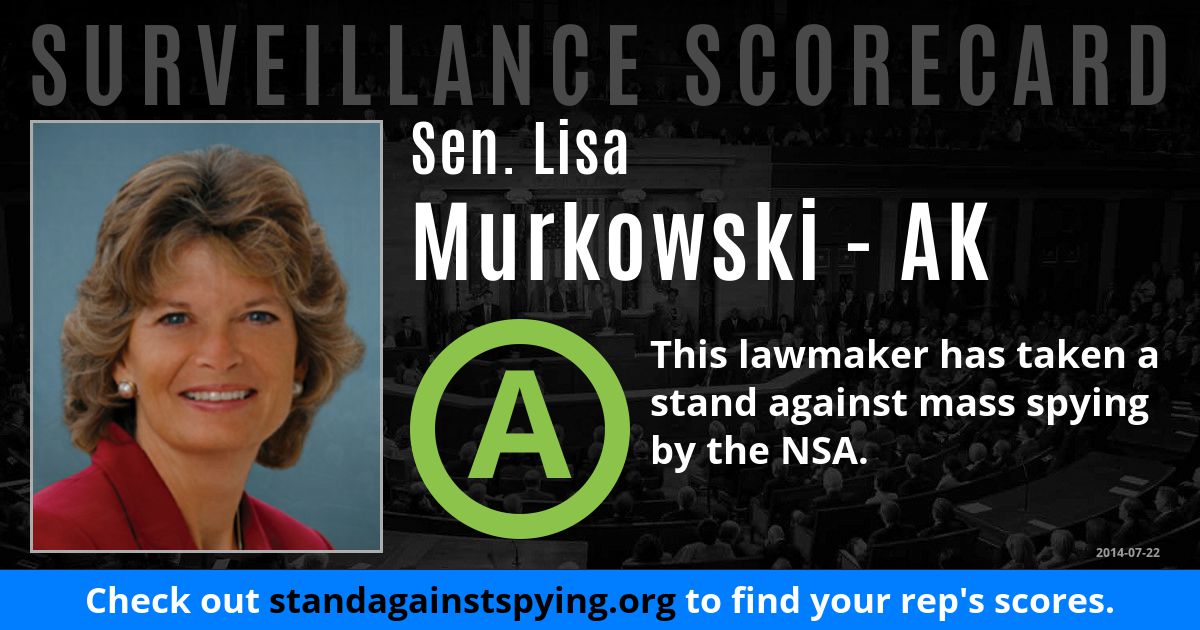 SURVEILLANCE SCORECARD
Sen. Lisa
Murkowski - AK
A
This lawmaker has taken a
stand against mass spying
by the NSA.
2014-07-22
Check out standagainstspying.org to find your rep's scores.